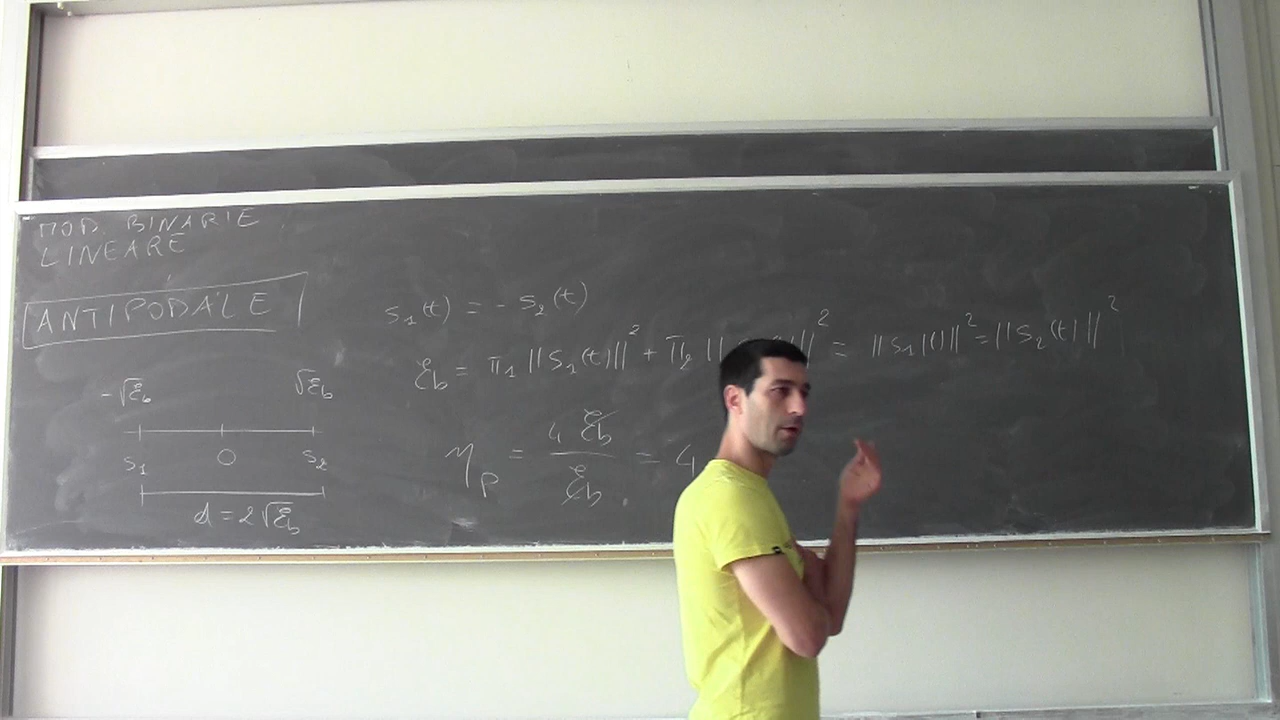 MOD. BINARIE
LINEARE
ANTIPODALE
s₁(t) = - s₂(t)
ℰb = π₁ ||s₁(t)||² + π₂ || ||² = ||s₁()||² = ||s₂(t)||²
-√ℰb √ℰb
s₁ 0 s₂
d = 2√ℰb
ηp = 4 ℰb / ℰb = 4